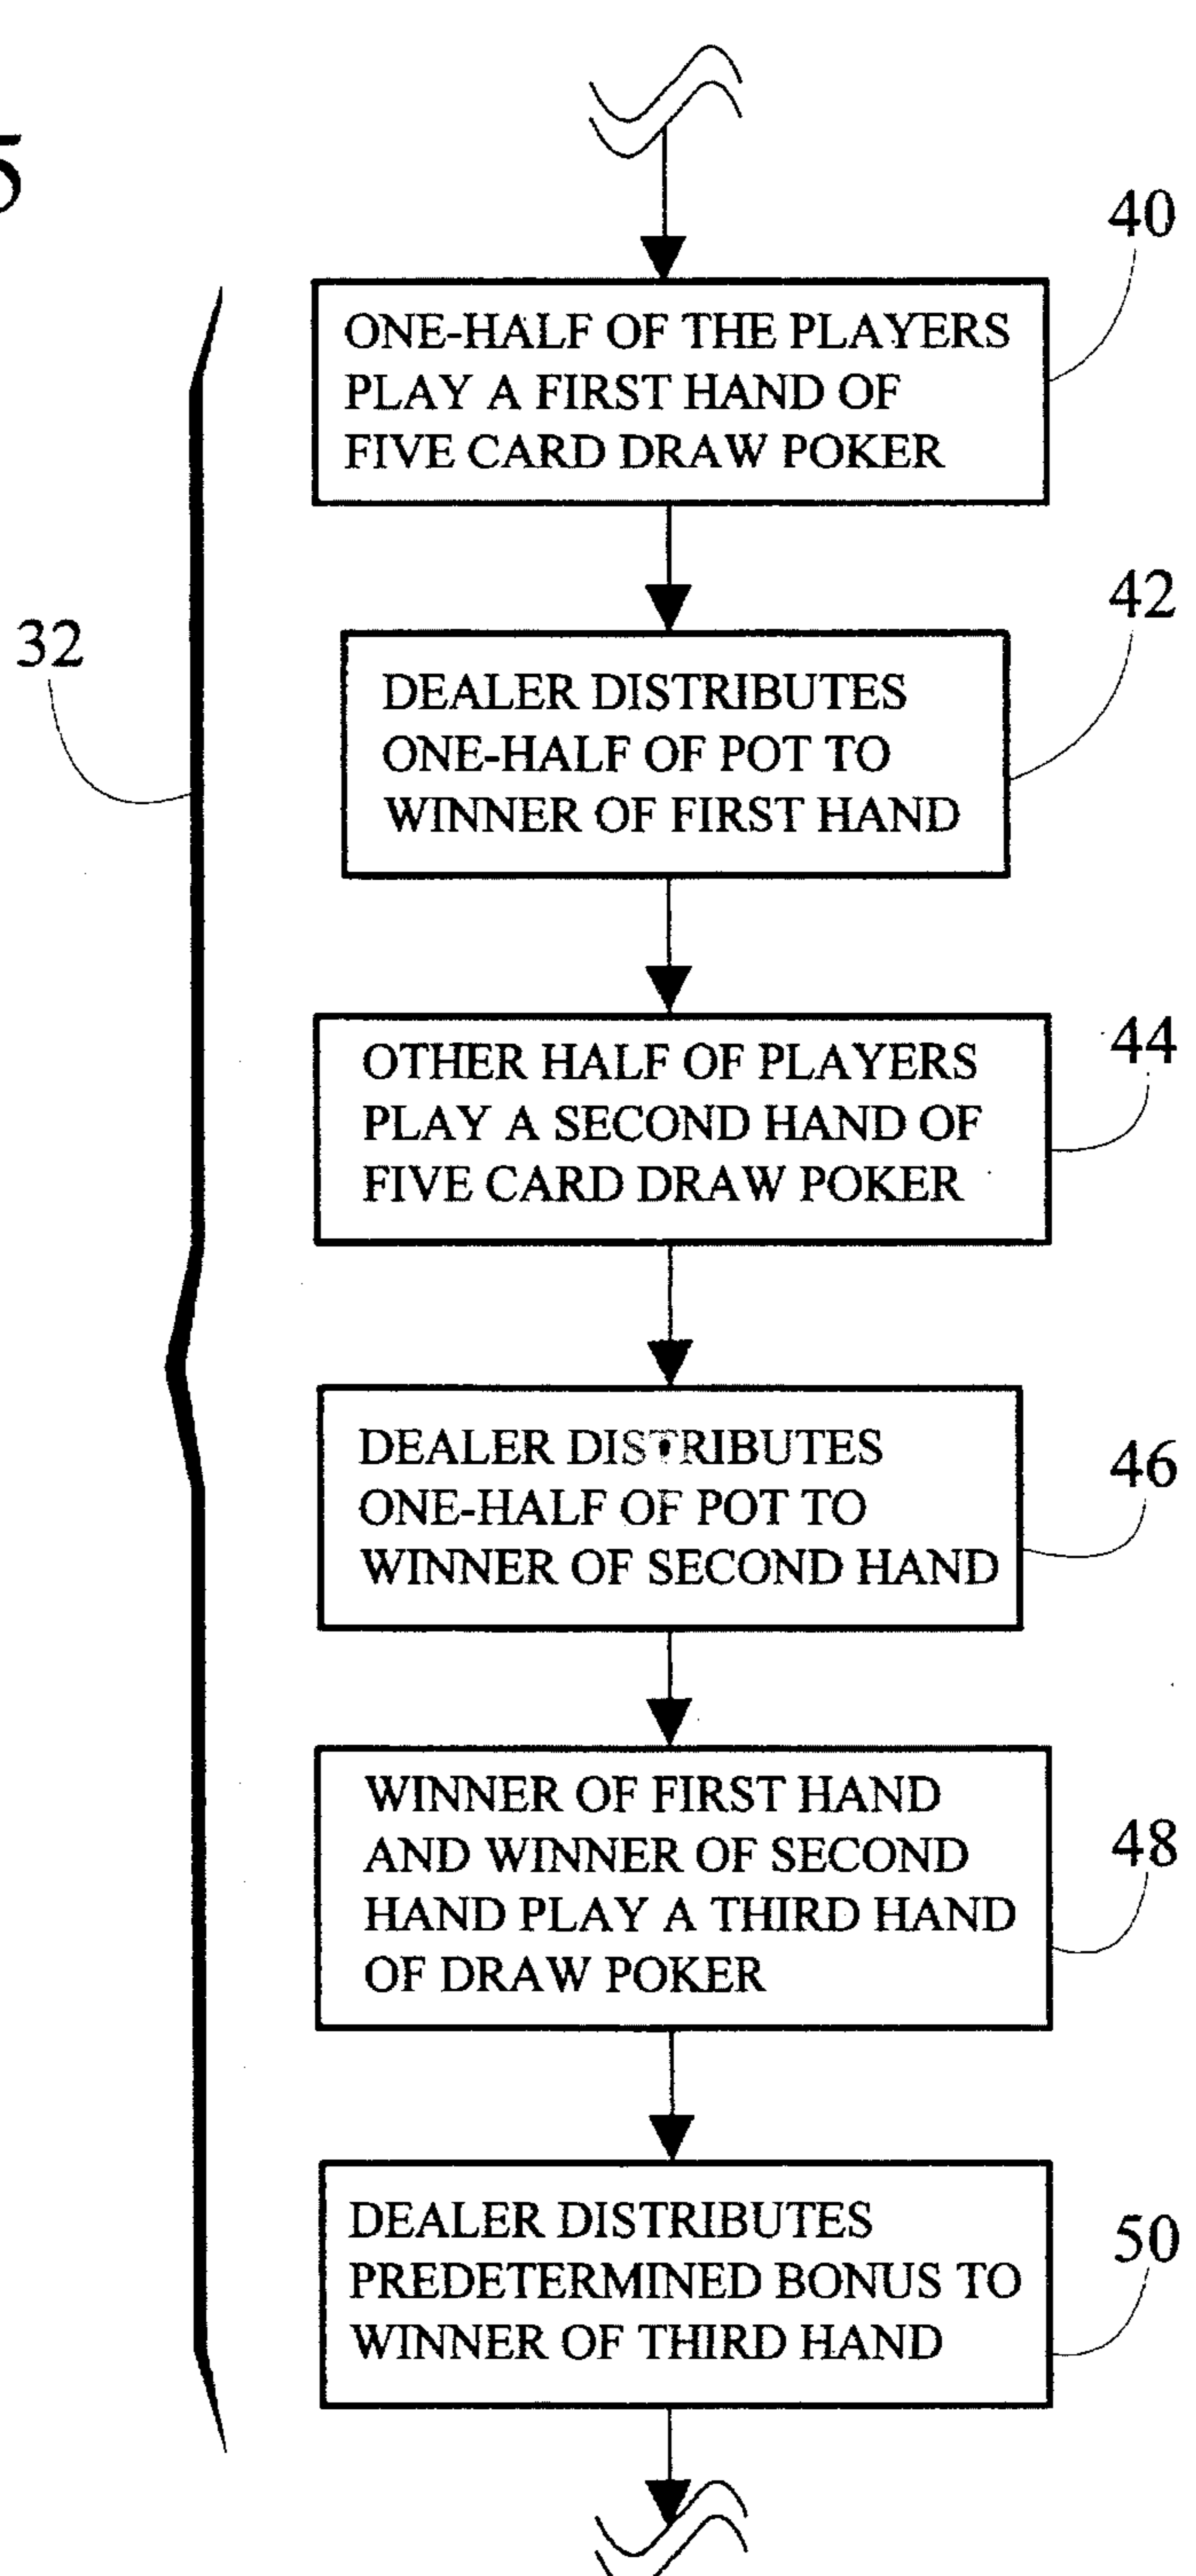 5
40
ONE-HALF OF THE PLAYERS
PLAY A FIRST HAND OF
FIVE CARD DRAW POKER
42
32
DEALER DISTRIBUTES
ONE-HALF OF POT TO
WINNER OF FIRST HAND
44
OTHER HALF OF PLAYERS
PLAY A SECOND HAND OF
FIVE CARD DRAW POKER
46
DEALER DISTRIBUTES
ONE-HALF OF POT TO
WINNER OF SECOND HAND
48
WINNER OF FIRST HAND
AND WINNER OF SECOND
HAND PLAY A THIRD HAND
OF DRAW POKER
50
DEALER DISTRIBUTES
PREDETERMINED BONUS TO
WINNER OF THIRD HAND